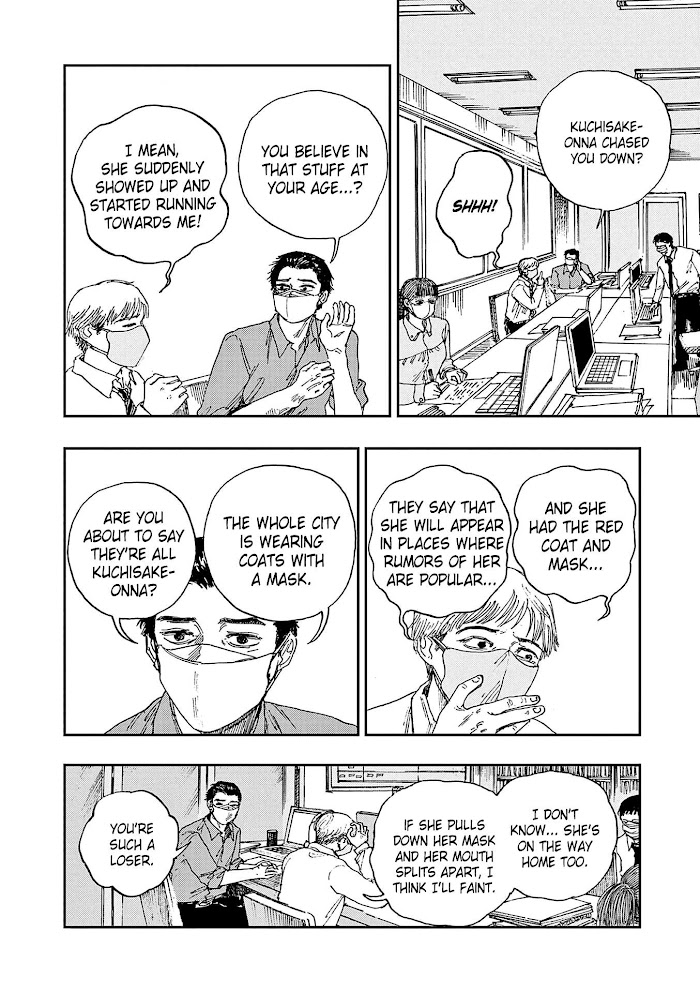 KUCHISAKE-
ONNA CHASED
YOU DOWN?
SHHH!
YOU BELIEVE IN
THAT STUFF AT
YOUR AGE...?
I MEAN,
SHE SUDDENLY
SHOWED UP AND
STARTED RUNNING
TOWARDS ME!
AND SHE
HAD THE RED
COAT AND
MASK...
THEY SAY THAT
SHE WILL APPEAR
IN PLACES WHERE
RUMORS OF HER
ARE POPULAR...
THE WHOLE CITY
IS WEARING
COATS WITH
A MASK.
ARE YOU
ABOUT TO SAY
THEY'RE ALL
KUCHISAKE-
ONNA?
I DON'T
KNOW... SHE'S
ON THE WAY
HOME TOO.
IF SHE PULLS
DOWN HER MASK
AND HER MOUTH
SPLITS APART, I
THINK I'LL FAINT.
YOU'RE
SUCH A
LOSER.